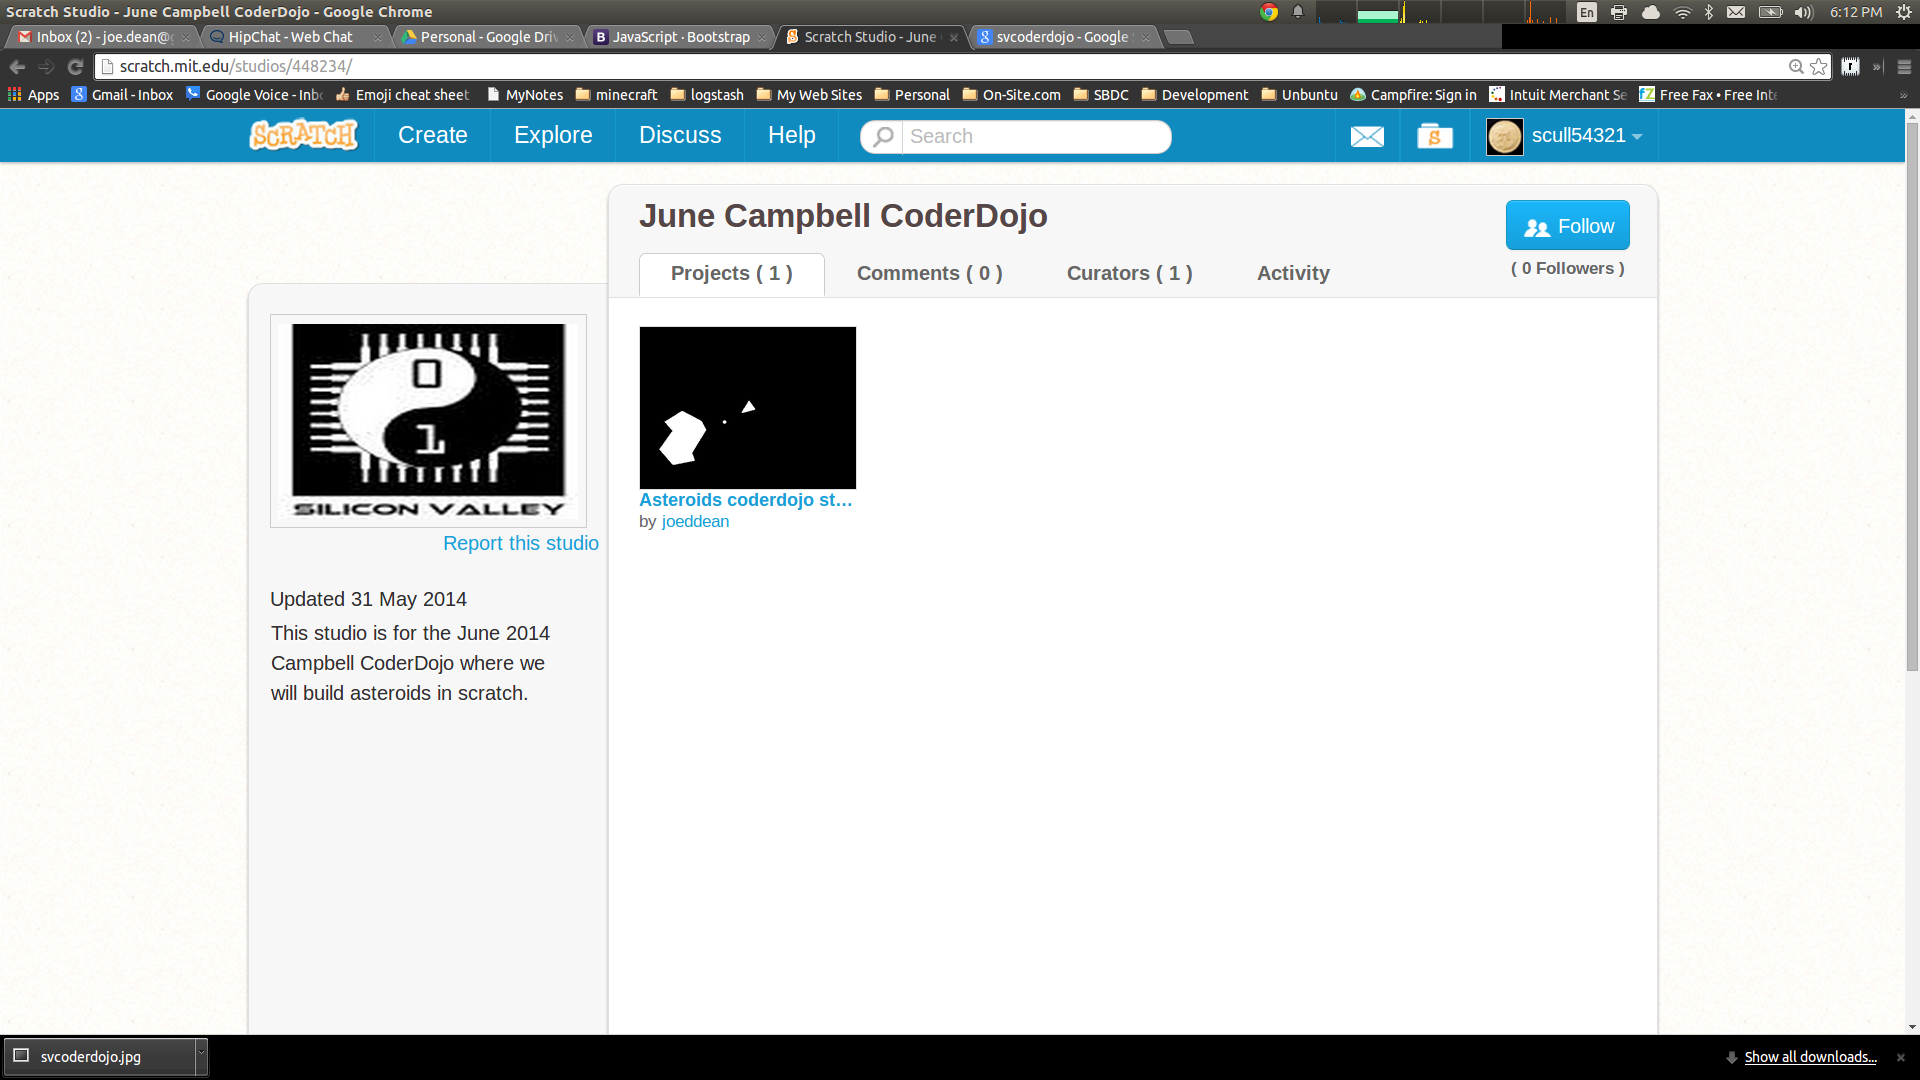 Scratch Studio - June Campbell CoderDojo - Google Chrome
En
6:12 PM
Inbox (2) - joe.dean@g
HipChat - Web Chat
Personal - Google Driv
JavaScript · Bootstrap
Scratch Studio - June
svcoderdojo - Google
scratch.mit.edu/studios/448234/
Apps
Gmail - Inbox
Google Voice - Inbo
Emoji cheat sheet
MyNotes
minecraft
logstash
My Web Sites
Personal
On-Site.com
SBDC
Development
Unbuntu
Campfire: Sign in
Intuit Merchant Se
Free Fax • Free Inte
SCRATCH
Create
Explore
Discuss
Help
Search
scull54321
June Campbell CoderDojo
Follow
( 0 Followers )
Projects ( 1 )
Comments ( 0 )
Curators ( 1 )
Activity
0
1
SILICON VALLEY
Report this studio
Updated 31 May 2014
This studio is for the June 2014
Campbell CoderDojo where we
will build asteroids in scratch.
Asteroids coderdojo st...
by joeddean
svcoderdojo.jpg
Show all downloads...